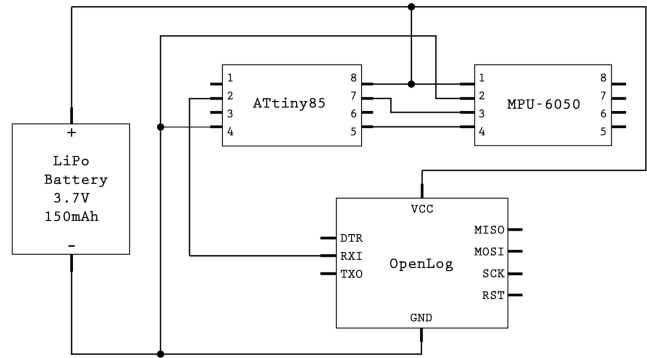 +
LiPo
Battery
3.7V
150mAh
−
1
2
3
4
ATtiny85
8
7
6
5
1
2
3
4
MPU-6050
8
7
6
5
VCC
DTR
RXI
TXO
OpenLog
MISO
MOSI
SCK
RST
GND